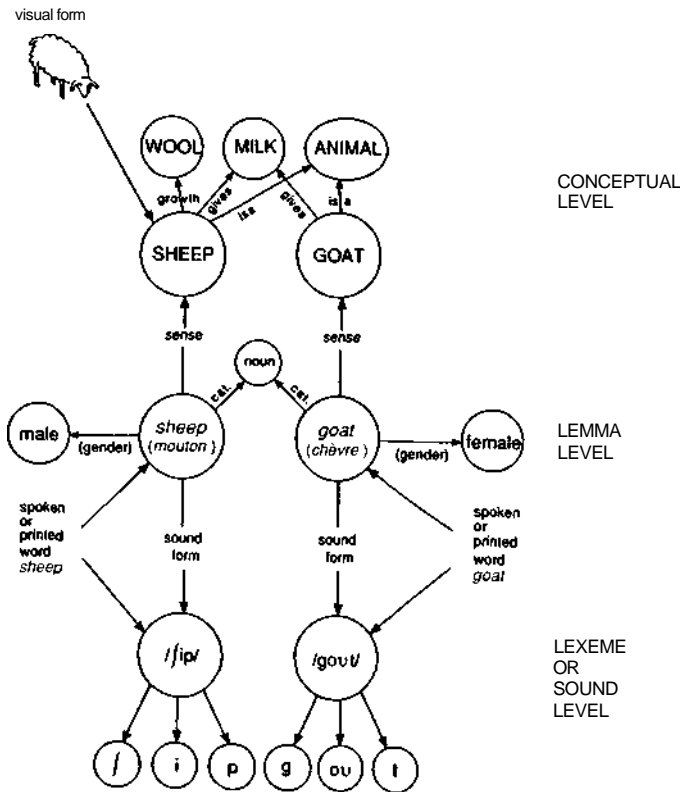 visual form
WOOL
MILK
ANIMAL
growth
gives
is a
gives
is a
CONCEPTUAL
LEVEL
SHEEP
GOAT
sense
sense
noun
cat.
cat.
male
(gender)
sheep
(mouton)
goat
(chèvre)
(gender)
female
LEMMA
LEVEL
spoken
or
printed
word
sheep
sound
form
sound
form
spoken
or
printed
word
goat
/ʃip/
/goʊt/
LEXEME
OR
SOUND
LEVEL
ʃ
i
p
g
oʊ
t